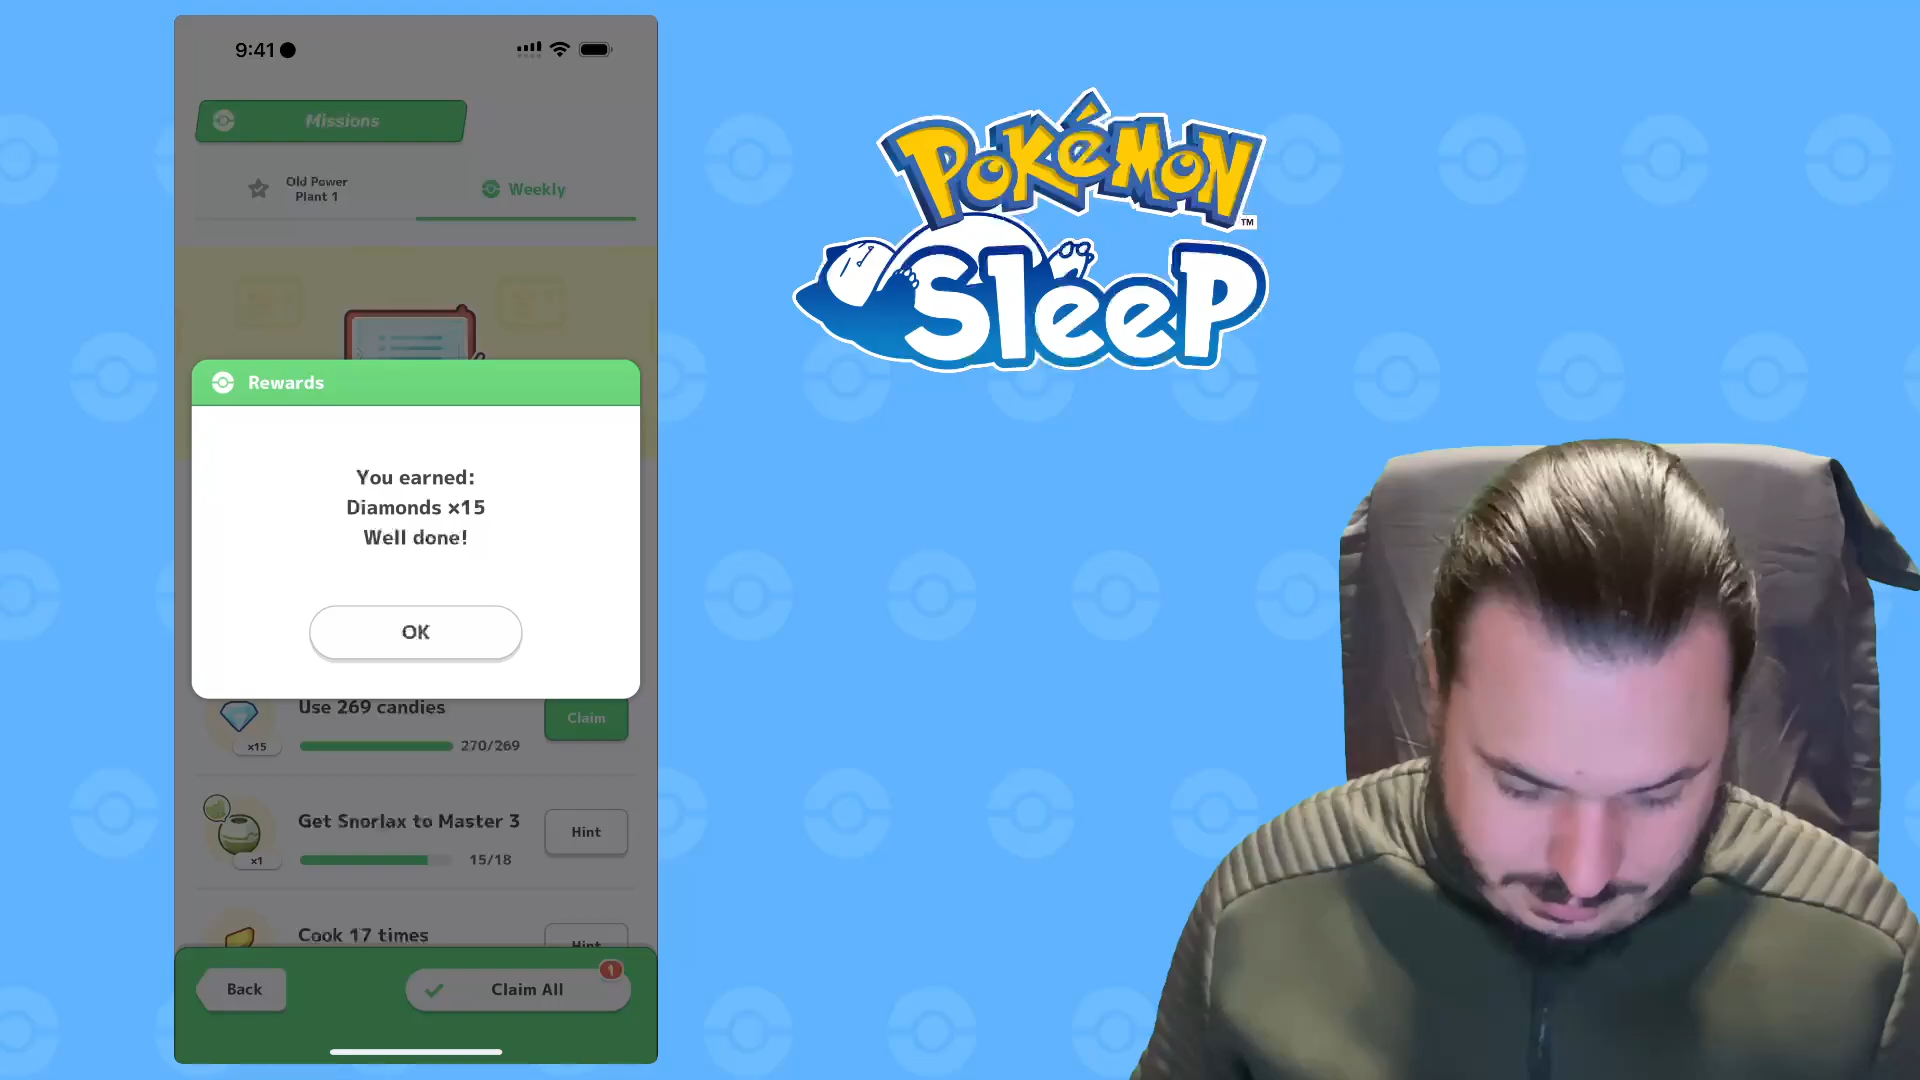 9:41
Missions
Old Power
Plant 1
Weekly
Rewards
You earned:
Diamonds ×15
Well done!
OK
Use 269 candies
Claim
x15
270/269
Get Snorlax to Master 3
Hint
x1
15/18
Cook 17 times
Hint
Back
Claim All
1
POKéMON
TM
Sleep